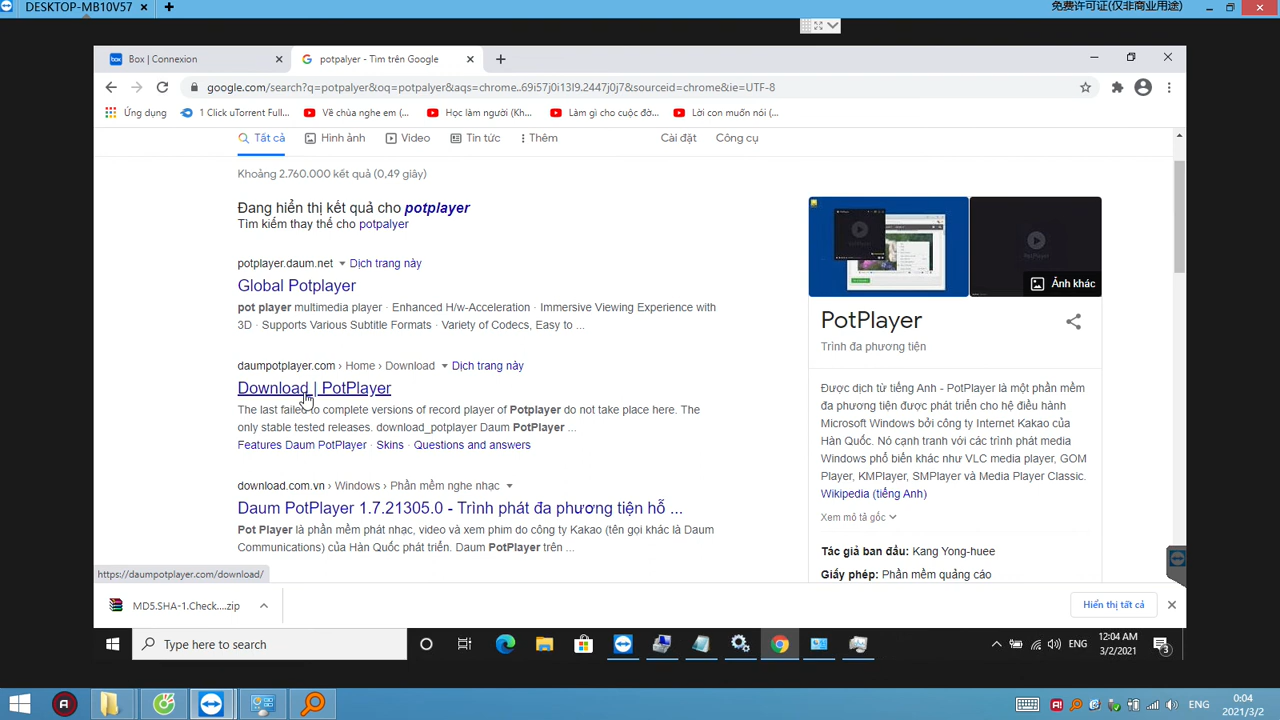 DESKTOP-MB10V57
免费许可证(仅非商业用途)
Box | Connexion
potpalyer - Tìm trên Google
google.com/search?q=potpalyer&oq=potpalyer&aqs=chrome..69i57j0i13l9.2447j0j7&sourceid=chrome&ie=UTF-8
Ứng dụng
1 Click uTorrent Full...
Về chùa nghe em (...
Học làm người (Kh...
Làm gì cho cuộc đờ...
Lời con muốn nói (...
Tất cả
Hình ảnh
Video
Tin tức
Thêm
Cài đặt
Công cụ
Khoảng 2.760.000 kết quả (0,49 giây)
Đang hiển thị kết quả cho potplayer
Tìm kiếm thay thế cho potpalyer
potplayer.daum.net Dịch trang này
Global Potplayer
pot player multimedia player · Enhanced H/w-Acceleration · Immersive Viewing Experience with
3D · Supports Various Subtitle Formats · Variety of Codecs, Easy to ...
daumpotplayer.com › Home › Download Dịch trang này
Download | PotPlayer
The last failed to complete versions of record player of Potplayer do not take place here. The
only stable tested releases. download_potplayer Daum PotPlayer ...
Features Daum PotPlayer · Skins · Questions and answers
download.com.vn › Windows › Phần mềm nghe nhạc
Daum PotPlayer 1.7.21305.0 - Trình phát đa phương tiện hỗ ...
Pot Player là phần mềm phát nhạc, video và xem phim do công ty Kakao (tên gọi khác là Daum
Communications) của Hàn Quốc phát triển. Daum PotPlayer trên ...
Ảnh khác
PotPlayer
Trình đa phương tiện
Được dịch từ tiếng Anh - PotPlayer là một phần mềm
đa phương tiện được phát triển cho hệ điều hành
Microsoft Windows bởi công ty Internet Kakao của
Hàn Quốc. Nó cạnh tranh với các trình phát media
Windows phổ biến khác như VLC media player, GOM
Player, KMPlayer, SMPlayer và Media Player Classic.
Wikipedia (tiếng Anh)
Xem mô tả gốc
Tác giả ban đầu: Kang Yong-huee
Giấy phép: Phần mềm quảng cáo
https://daumpotplayer.com/download/
MD5.SHA-1.Check....zip
Hiển thị tất cả
Type here to search
ENG
12:04 AM
3/2/2021
3
ENG
0:04
2021/3/2